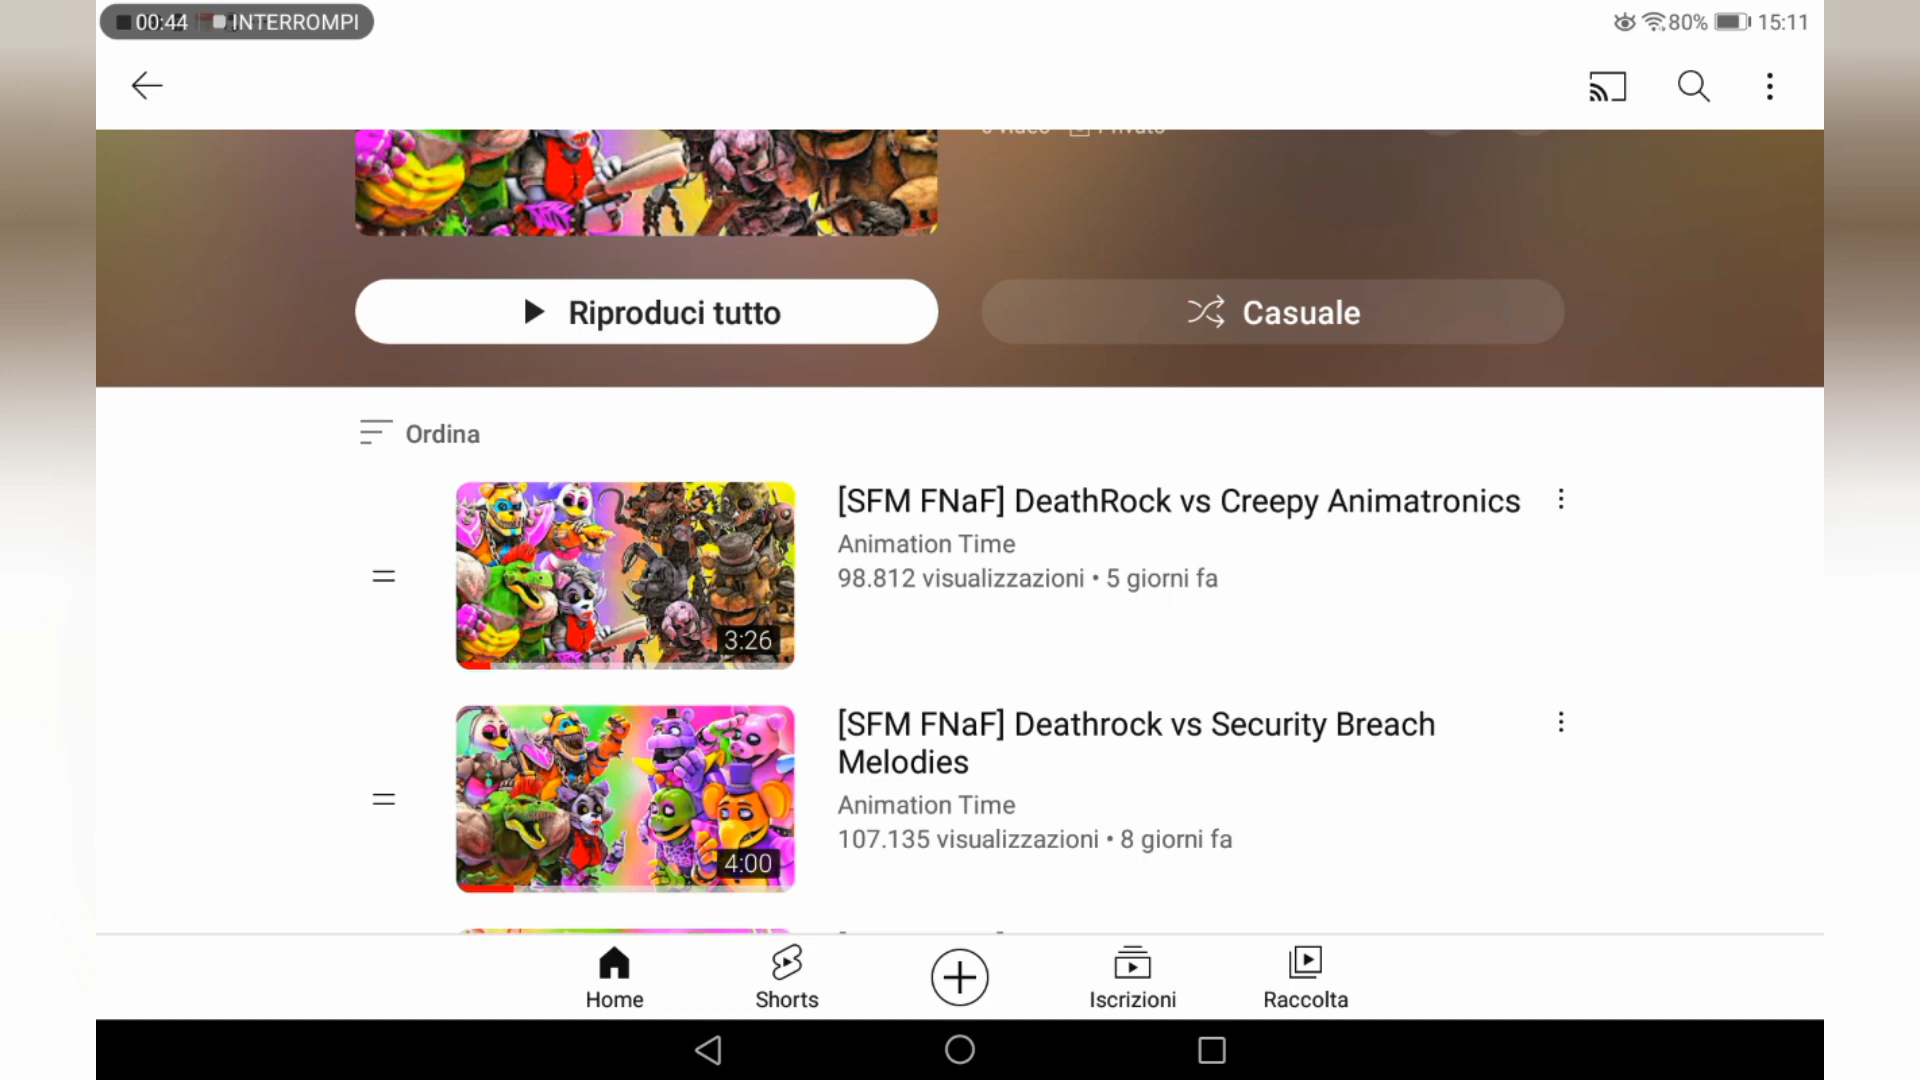 00:44 INTERROMPI
80% 15:11
Riproduci tutto
Casuale
Ordina
[SFM FNaF] DeathRock vs Creepy Animatronics
Animation Time
98.812 visualizzazioni • 5 giorni fa
3:26
[SFM FNaF] Deathrock vs Security Breach
Melodies
Animation Time
107.135 visualizzazioni • 8 giorni fa
4:00
Home
Shorts
Iscrizioni
Raccolta